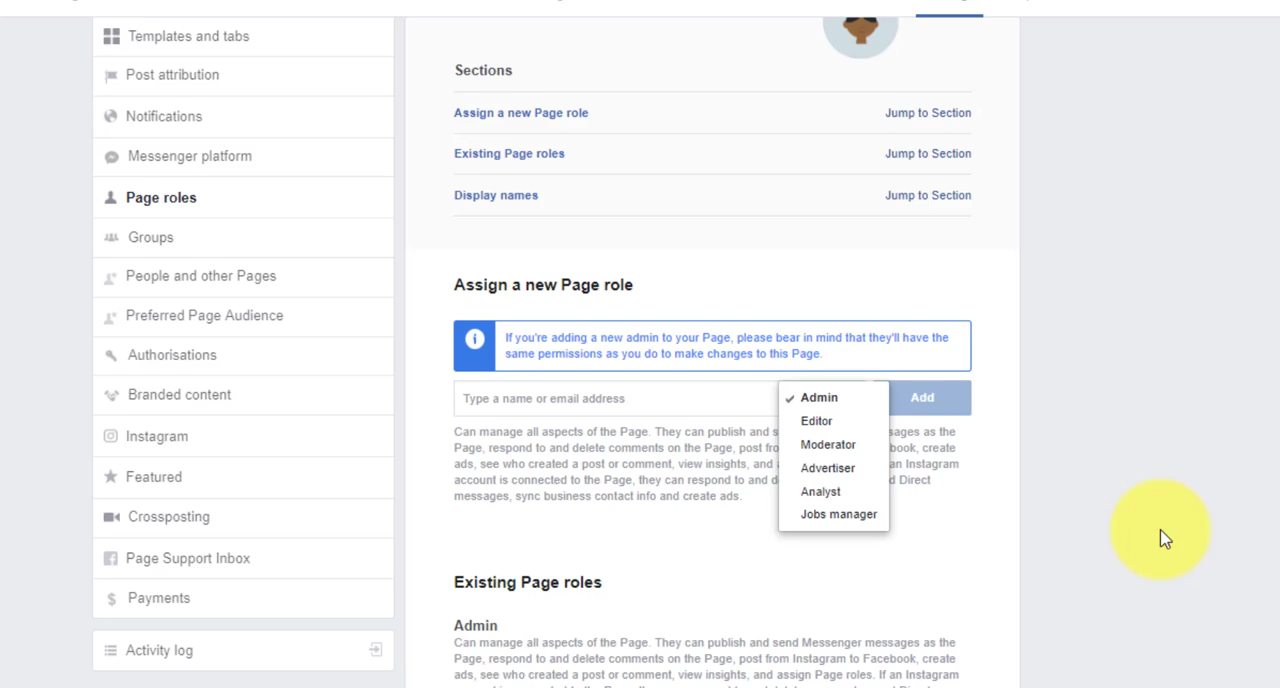 Templates and tabs
Post attribution
Notifications
Messenger platform
Page roles
Groups
People and other Pages
Preferred Page Audience
Authorisations
Branded content
Instagram
Featured
Crossposting
Page Support Inbox
Payments
Activity log
Sections
Assign a new Page role Jump to Section
Existing Page roles Jump to Section
Display names Jump to Section
Assign a new Page role
If you're adding a new admin to your Page, please bear in mind that they'll have the
same permissions as you do to make changes to this Page.
Type a name or email address
Add
Admin
Editor
Moderator
Advertiser
Analyst
Jobs manager
Can manage all aspects of the Page. They can publish and s sages as the
Page, respond to and delete comments on the Page, post fro book, create
ads, see who created a post or comment, view insights, and an Instagram
account is connected to the Page, they can respond to and d Direct
messages, sync business contact info and create ads.
Existing Page roles
Admin
Can manage all aspects of the Page. They can publish and send Messenger messages as the
Page, respond to and delete comments on the Page, post from Instagram to Facebook, create
ads, see who created a post or comment, view insights, and assign Page roles. If an Instagram